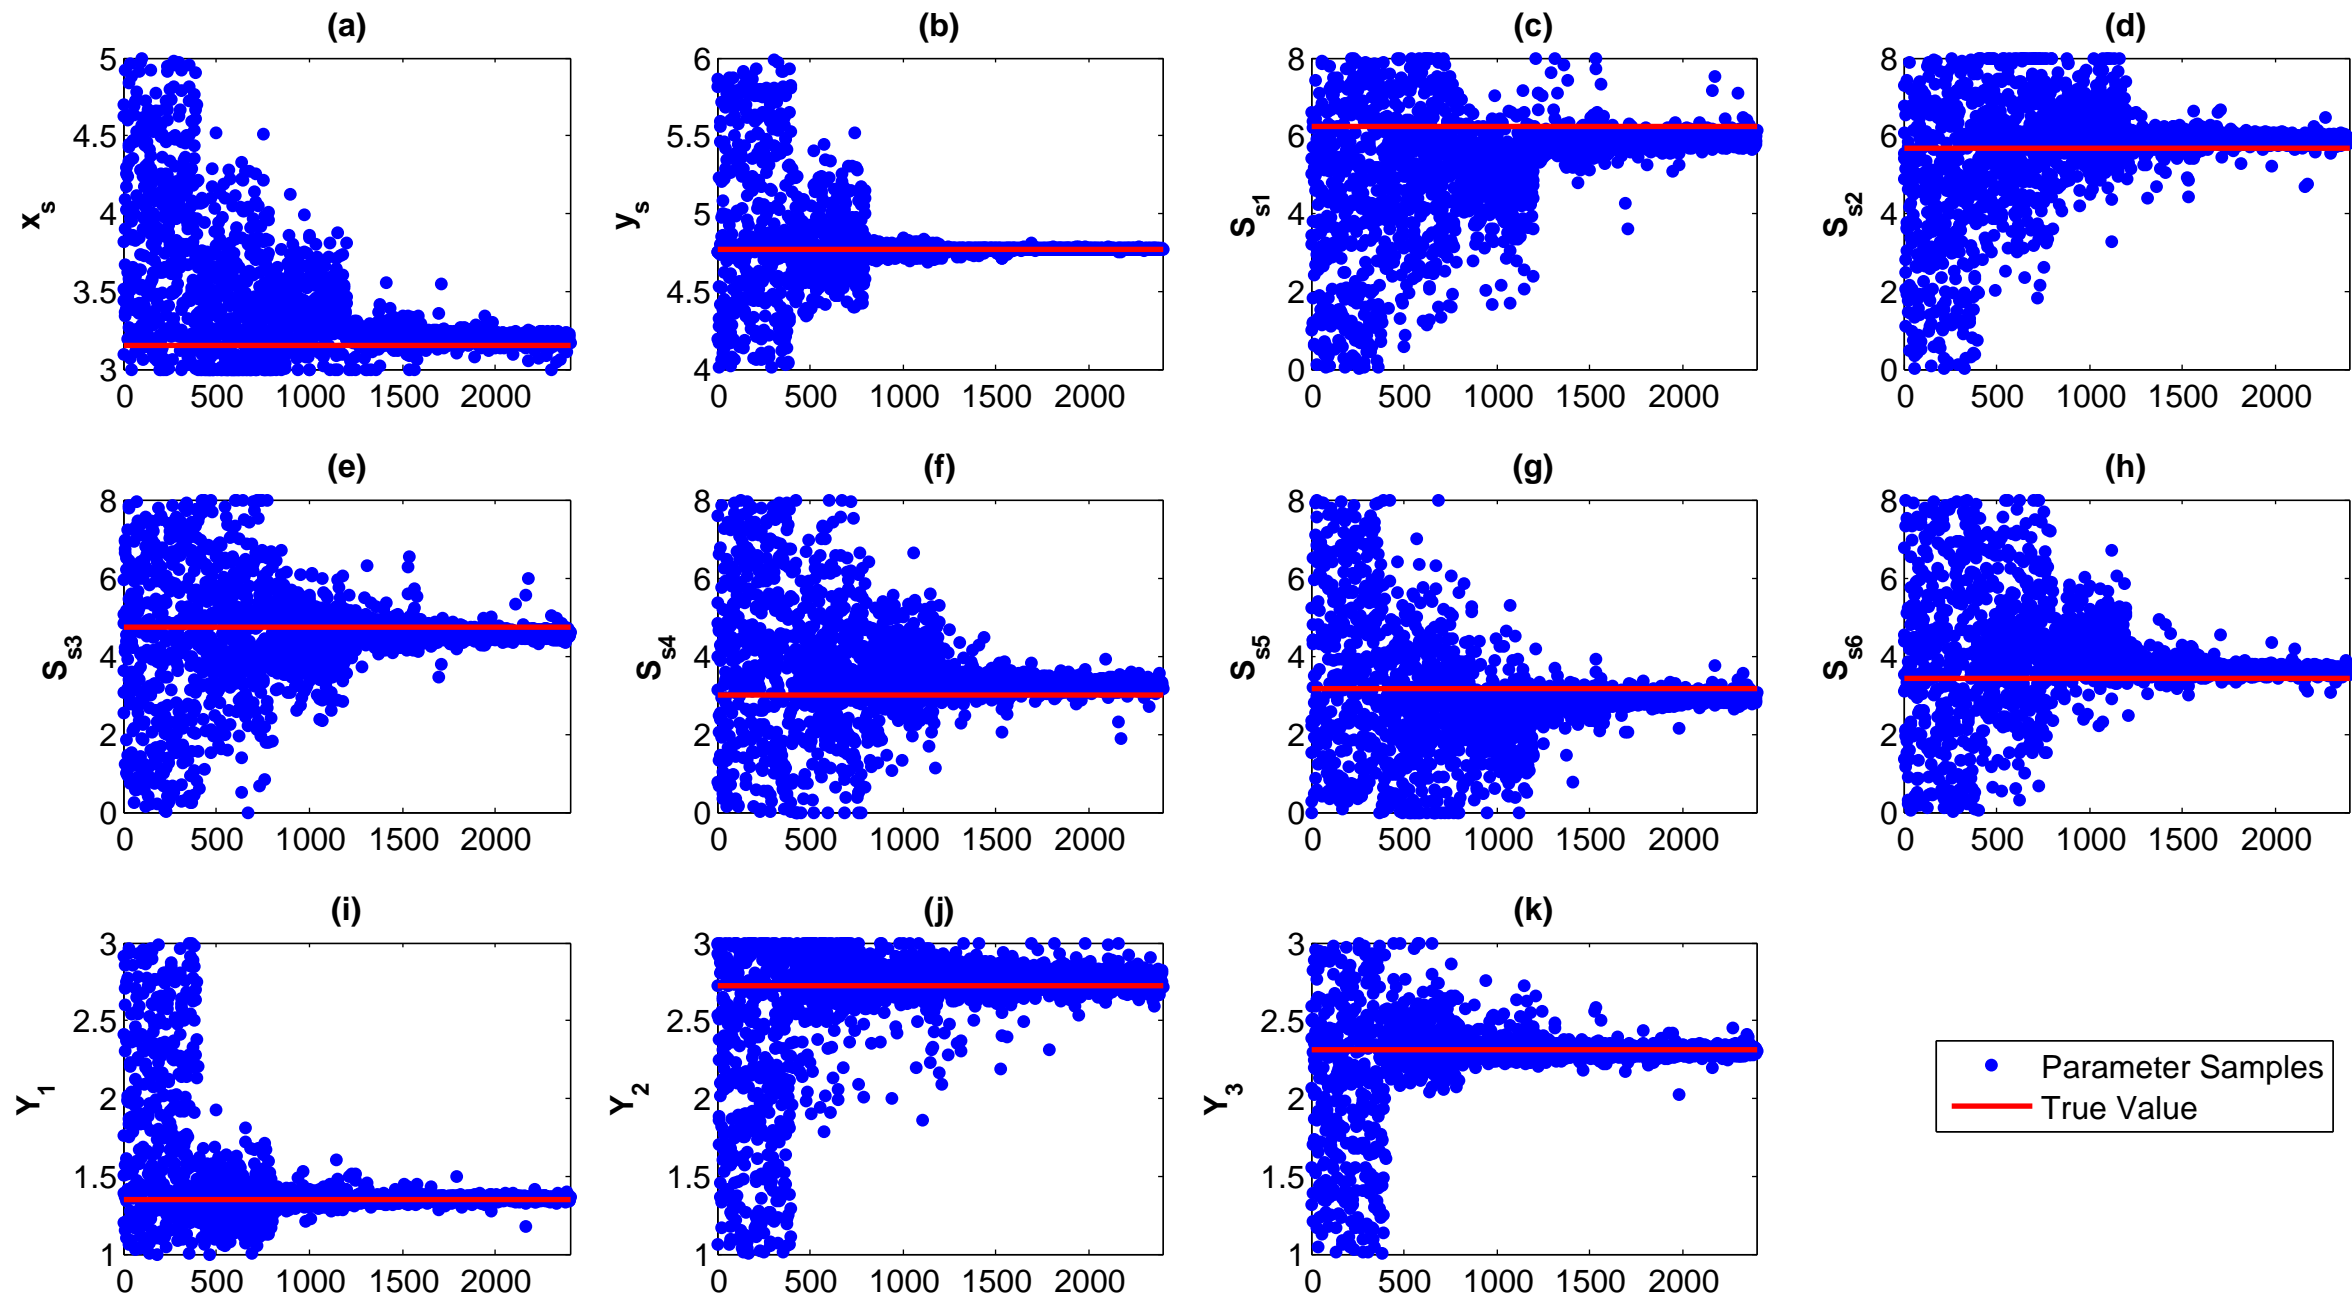 (a) (b) (c) (d)
5 4.5 4 3.5 3
x_s
0 500 1000 1500 2000
6 5.5 5 4.5 4
y_s
0 500 1000 1500 2000
8 6 4 2 0
S_s1
0 500 1000 1500 2000
8 6 4 2 0
S_s2
0 500 1000 1500 2000
(e) (f) (g) (h)
8 6 4 2 0
S_s3
0 500 1000 1500 2000
8 6 4 2 0
S_s4
0 500 1000 1500 2000
8 6 4 2 0
S_s5
0 500 1000 1500 2000
8 6 4 2 0
S_s6
0 500 1000 1500 2000
(i) (j) (k)
3 2.5 2 1.5 1
Y_1
0 500 1000 1500 2000
3 2.5 2 1.5 1
Y_2
0 500 1000 1500 2000
3 2.5 2 1.5 1
Y_3
0 500 1000 1500 2000
Parameter Samples
True Value